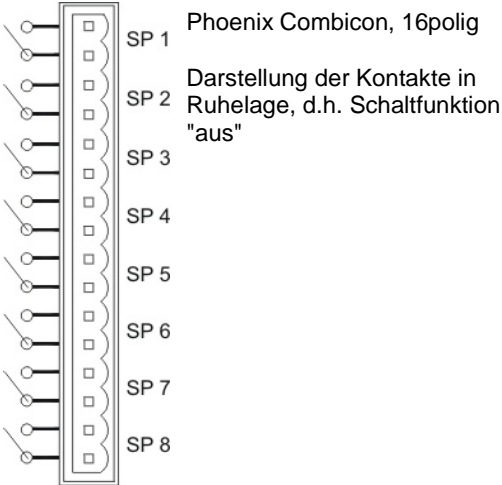 SP 1
SP 2
SP 3
SP 4
SP 5
SP 6
SP 7
SP 8
Phoenix Combicon, 16polig
Darstellung der Kontakte in
Ruhelage, d.h. Schaltfunktion
"aus"